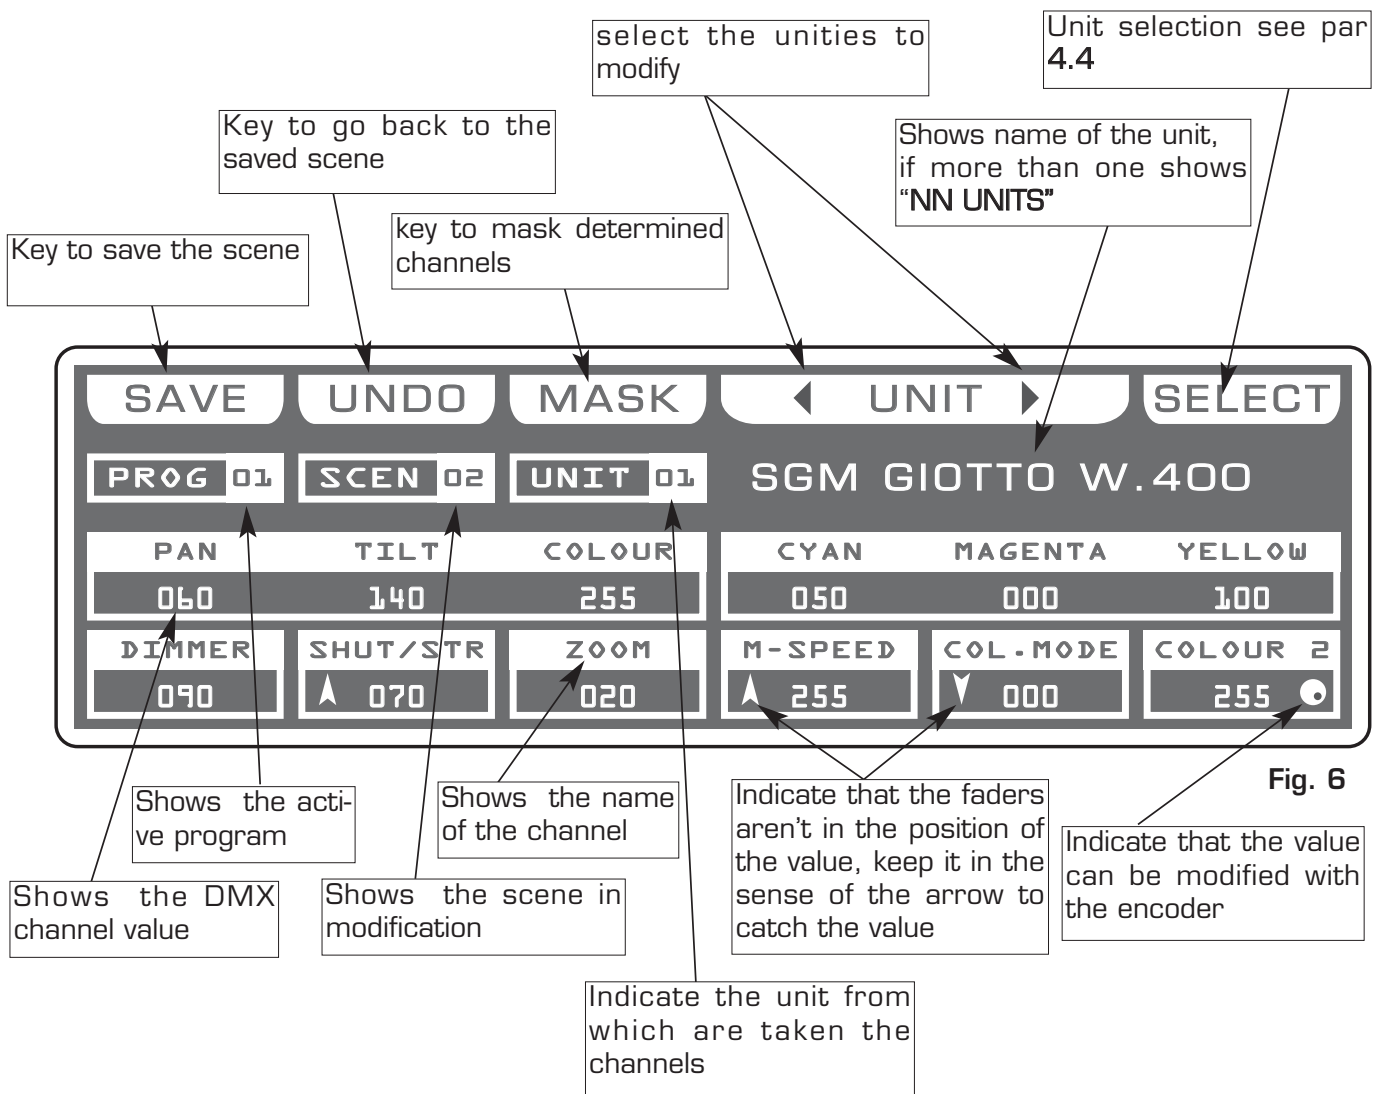 select the unities to
modify
Unit selection see par
4.4
Key to go back to the
saved scene
Shows name of the unit,
if more than one shows
“NN UNITS”
key to mask determined
channels
Key to save the scene
SAVE UNDO MASK UNIT SELECT
PROG 01 SCEN 02 UNIT 01 SGM GIOTTO W.400
PAN TILT COLOUR CYAN MAGENTA YELLOW
060 140 255 050 000 100
DIMMER SHUT/STR ZOOM M-SPEED COL.MODE COLOUR 2
090 070 020 255 000 255
Fig. 6
Shows the acti-
ve program
Shows the name
of the channel
Indicate that the faders
aren't in the position of
the value, keep it in the
sense of the arrow to
catch the value
Indicate that the value
can be modified with
the encoder
Shows the DMX
channel value
Shows the scene in
modification
Indicate the unit from
which are taken the
channels